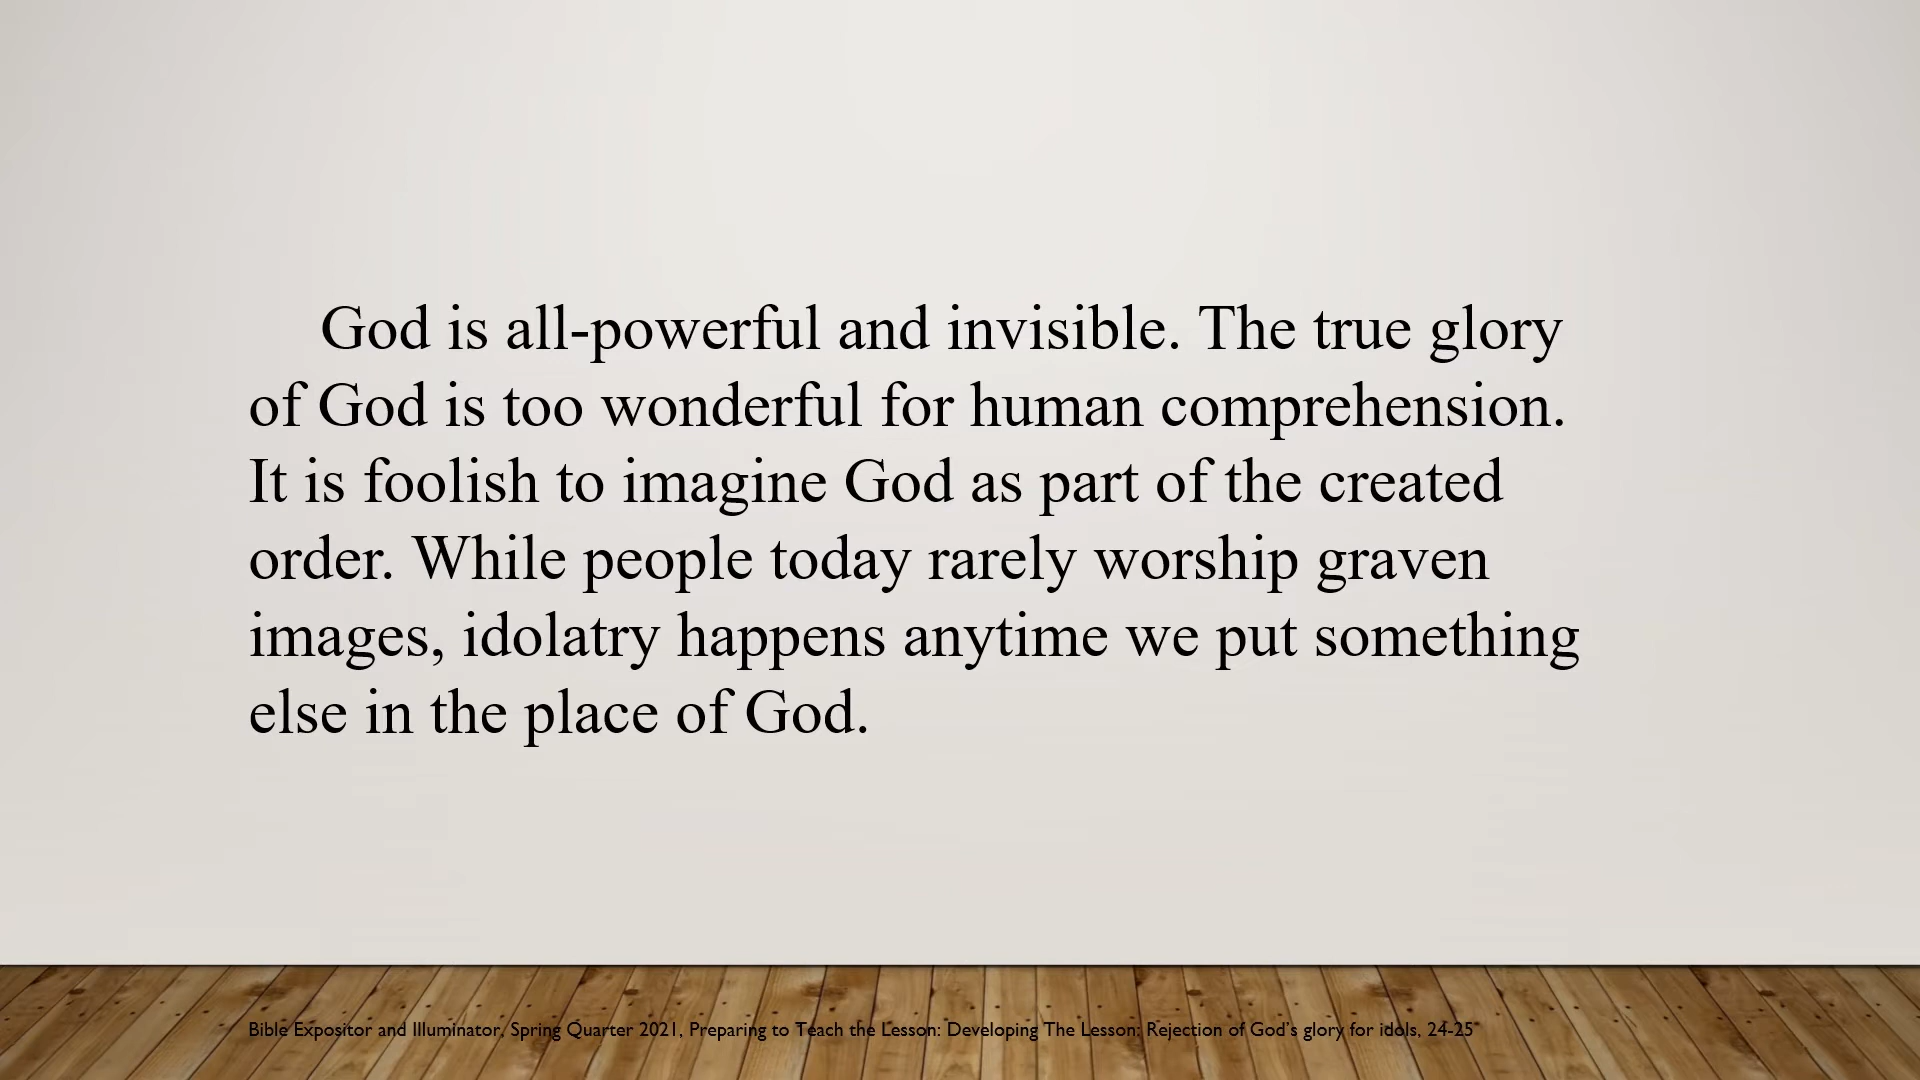 God is all-powerful and invisible. The true glory
of God is too wonderful for human comprehension.
It is foolish to imagine God as part of the created
order. While people today rarely worship graven
images, idolatry happens anytime we put something
else in the place of God.
Bible Expositor and Illuminator, Spring Quarter 2021, Preparing to Teach the Lesson: Developing The Lesson: Rejection of God’s glory for idols, 24-25